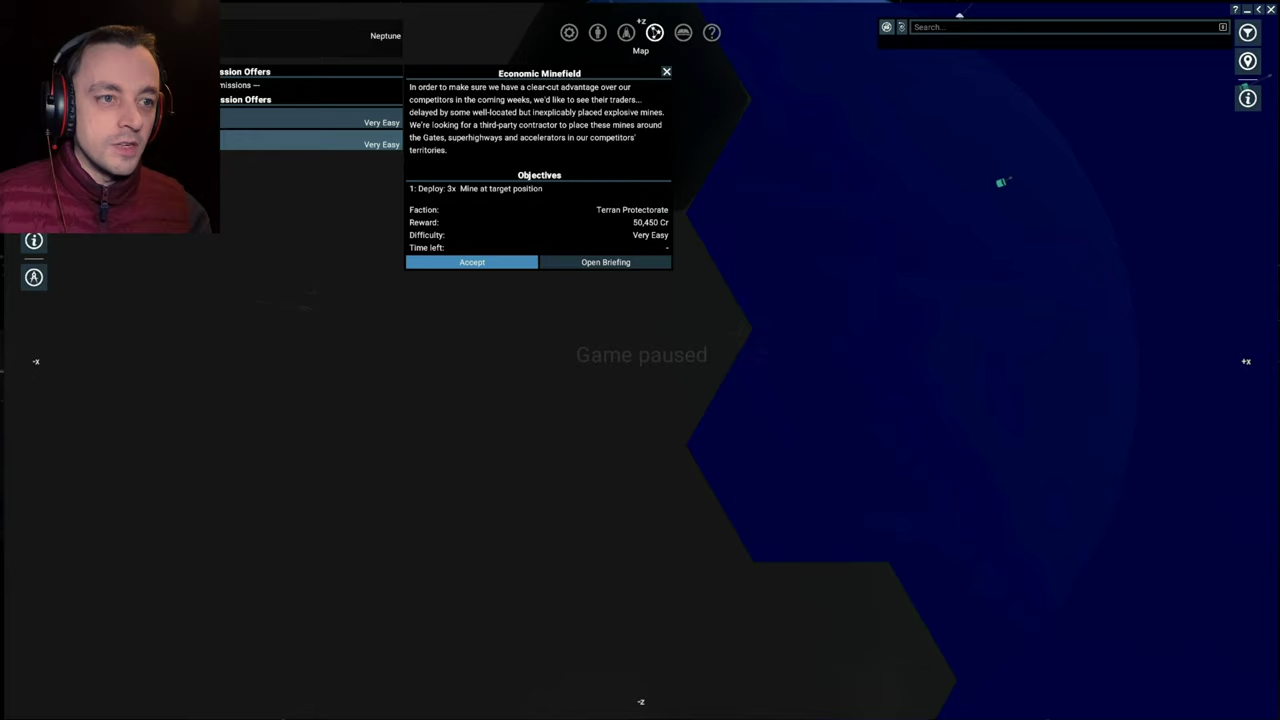 +z
Neptune
Map
Search...
ssion Offers
missions —
ssion Offers
Very Easy
Very Easy
Economic Minefield
In order to make sure we have a clear-cut advantage over our
competitors in the coming weeks, we'd like to see their traders...
delayed by some well-located but inexplicably placed explosive mines.
We're looking for a third-party contractor to place these mines around
the Gates, superhighways and accelerators in our competitors'
territories.
Objectives
1: Deploy: 3x Mine at target position
Faction: Terran Protectorate
Reward: 50,450 Cr
Difficulty: Very Easy
Time left: -
Accept Open Briefing
Game paused
-x
+x
-z